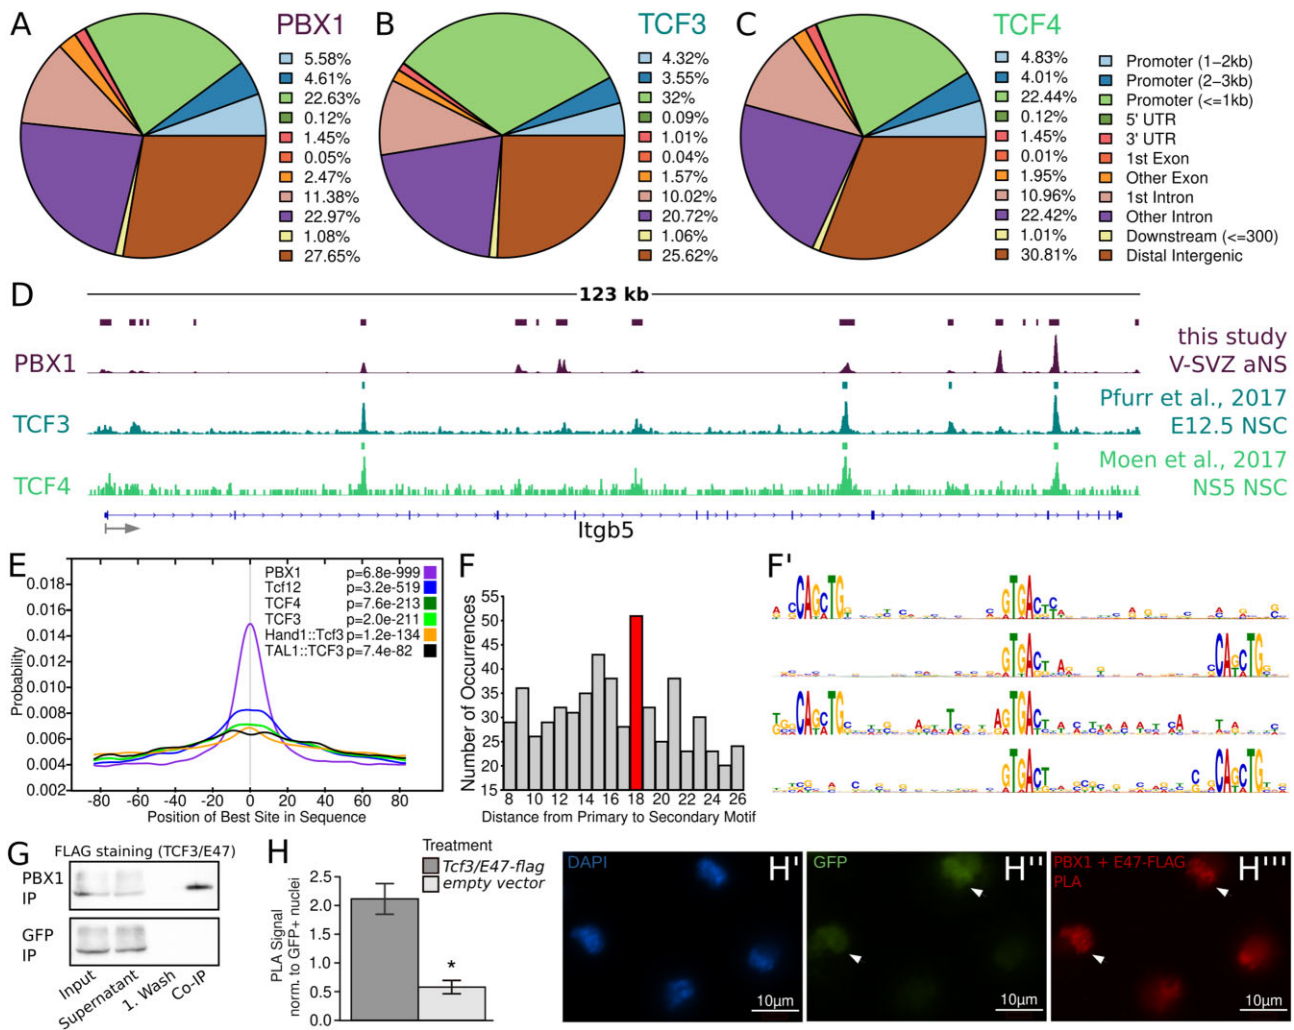 A
PBX1
5.58%
4.61%
22.63%
0.12%
1.45%
0.05%
2.47%
11.38%
22.97%
1.08%
27.65%
B
TCF3
4.32%
3.55%
32%
0.09%
1.01%
0.04%
1.57%
10.02%
20.72%
1.06%
25.62%
C
TCF4
4.83%
4.01%
22.44%
0.12%
1.45%
0.01%
1.95%
10.96%
22.42%
1.01%
30.81%
Promoter (1-2kb)
Promoter (2-3kb)
Promoter (<=1kb)
5' UTR
3' UTR
1st Exon
Other Exon
1st Intron
Other Intron
Downstream (<=300)
Distal Intergenic
D
123 kb
PBX1
this study
V-SVZ aNS
TCF3
Pfurr et al., 2017
E12.5 NSC
TCF4
Moen et al., 2017
NS5 NSC
Itgb5
E
PBX1 p=6.8e-999
Tcf12 p=3.2e-519
TCF4 p=7.6e-213
TCF3 p=2.0e-211
Hand1::Tcf3 p=1.2e-134
TAL1::TCF3 p=7.4e-82
Probability
0.018
0.016
0.014
0.012
0.010
0.008
0.006
0.004
0.002
-80 -60 -40 -20 0 20 40 60 80
Position of Best Site in Sequence
F
Number of Occurrences
55
50
45
40
35
30
25
20
15
8 10 12 14 16 18 20 22 24 26
Distance from Primary to Secondary Motif
F'
CAGCTG GTGACT
GTGACT CAGCTG
CAGCTG AGTGACT
GTGACT CAGCTG
G
FLAG staining (TCF3/E47)
PBX1
IP
GFP
IP
Input
Supernatant
1. Wash
Co-IP
H
Treatment
Tcf3/E47-flag
empty vector
PLA Signal
norm. to GFP+ nuclei
2.5
2.0
1.5
1.0
0.5
0.0
*
DAPI
H'
10µm
GFP
H''
10µm
PBX1 + E47-FLAG
PLA
H'''
10µm